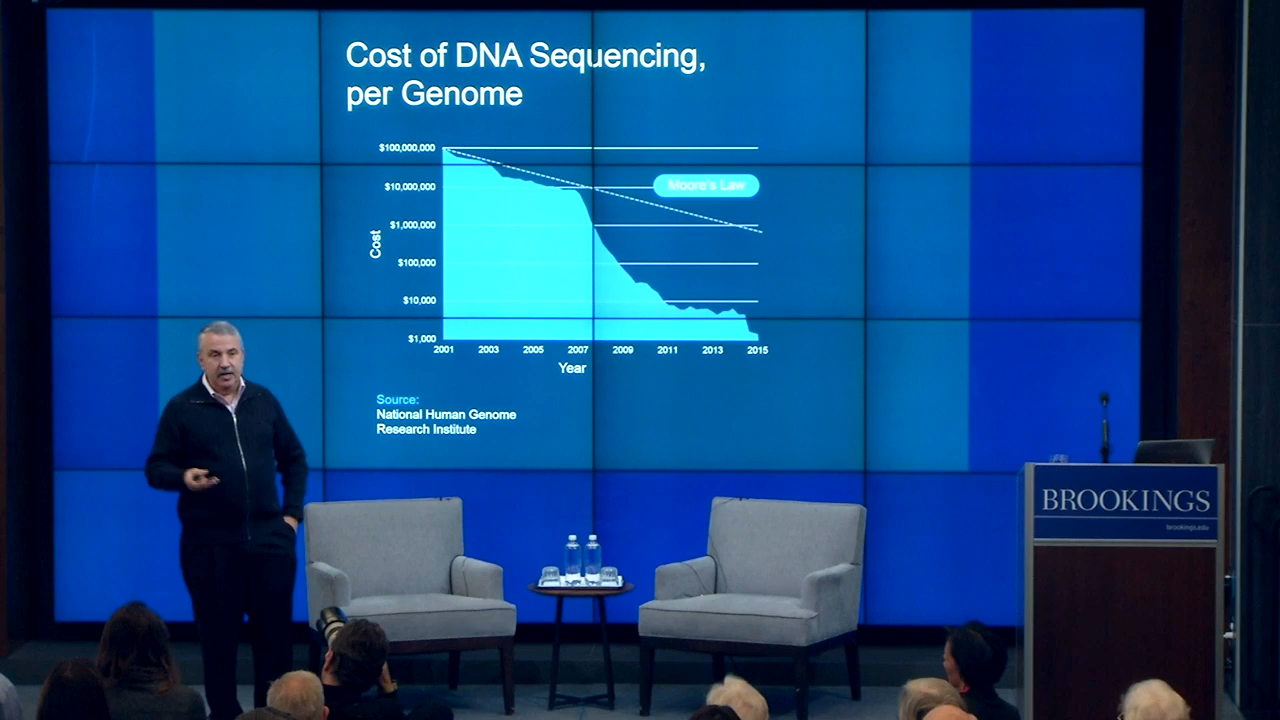 Cost of DNA Sequencing,
per Genome
$100,000,000
$10,000,000
$1,000,000
$100,000
$10,000
$1,000
Cost
Moore's Law
2001 2003 2005 2007 2009 2011 2013 2015
Year
Source:
National Human Genome
Research Institute
BROOKINGS
brookings.edu